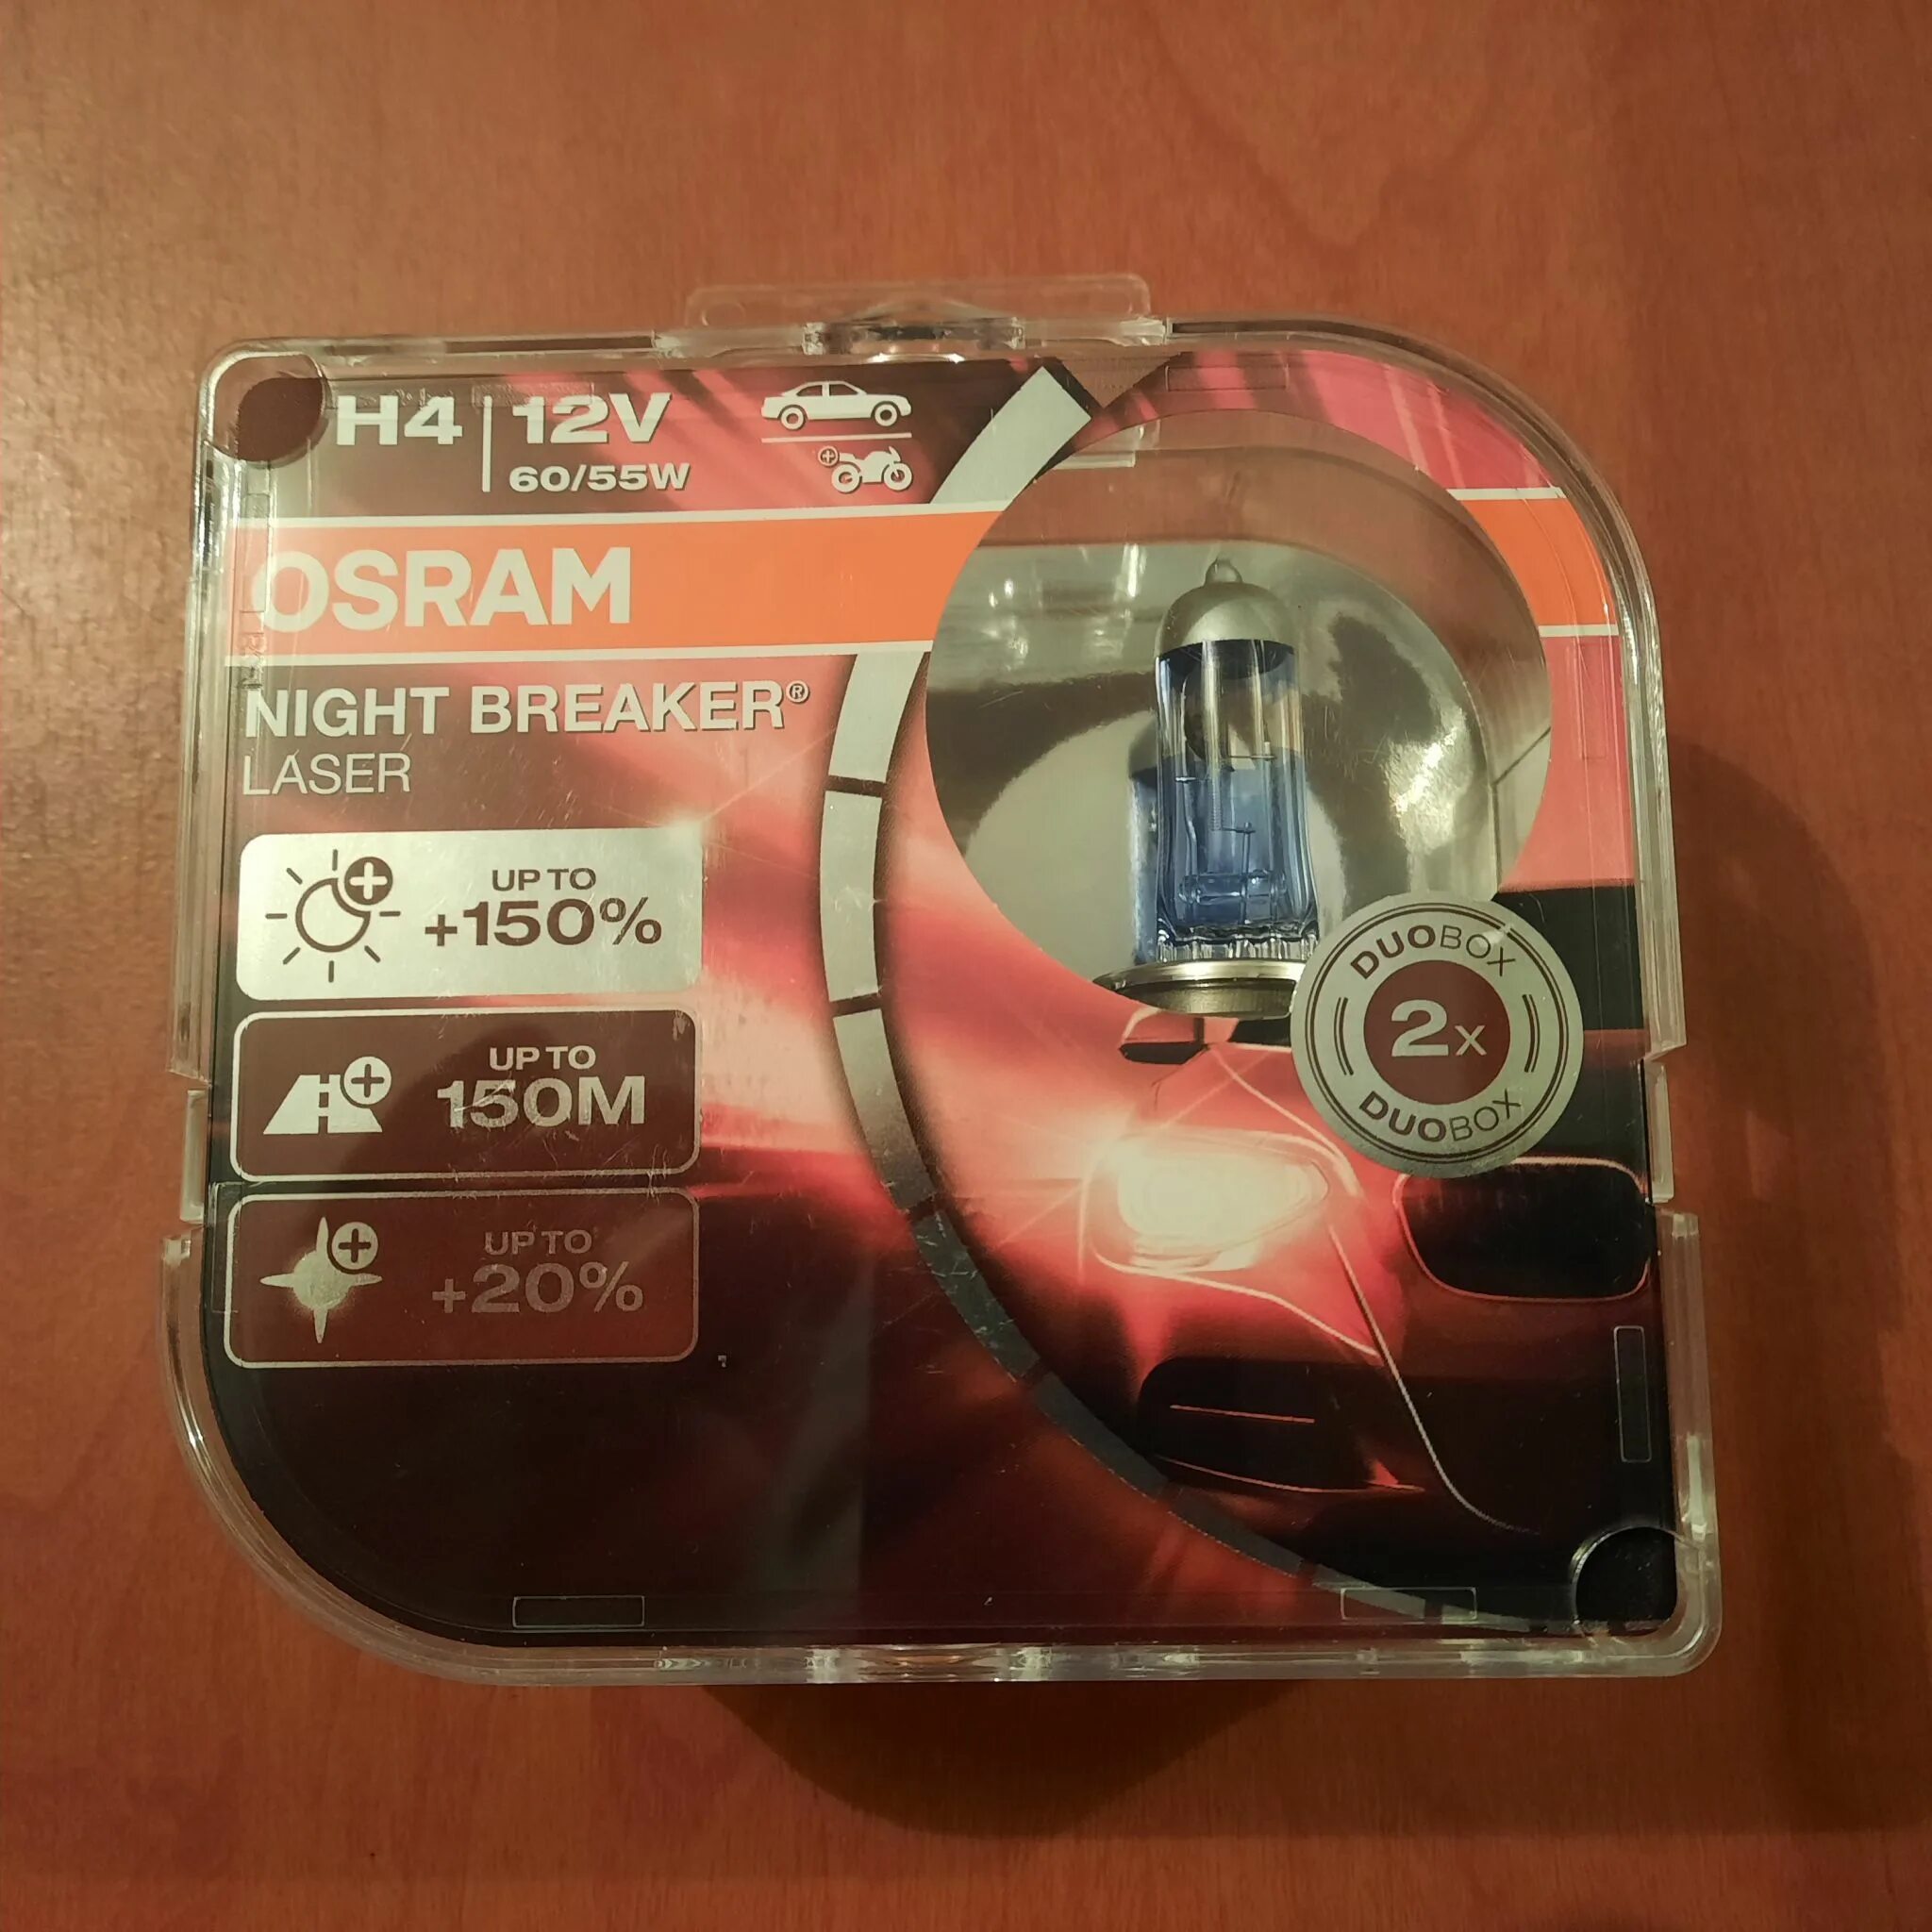 H4 | 12V
60/55W
OSRAM
NIGHT BREAKER®
LASER
UP TO
+150%
UP TO
150M
UP TO
+20%
DUOBOX
2x
DUOBOX